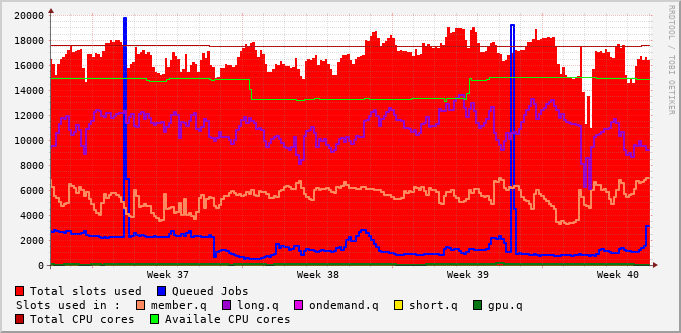 20000
18000
16000
14000
12000
10000
8000
6000
4000
2000
0
Week 37 Week 38 Week 39 Week 40
RRDTOOL / TOBI OETIKER
Total slots used Queued Jobs
Slots used in : member.q long.q ondemand.q short.q gpu.q
Total CPU cores Availale CPU cores